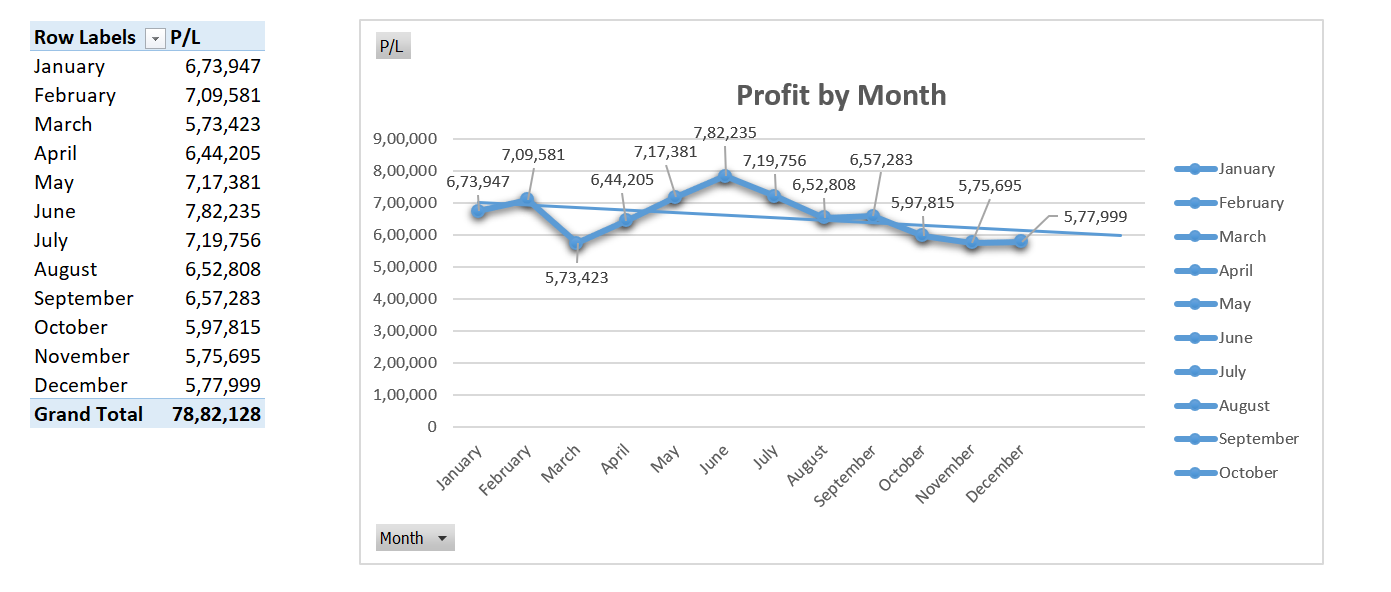 Row Labels P/L
January 6,73,947
February 7,09,581
March 5,73,423
April 6,44,205
May 7,17,381
June 7,82,235
July 7,19,756
August 6,52,808
September 6,57,283
October 5,97,815
November 5,75,695
December 5,77,999
Grand Total 78,82,128
P/L
Profit by Month
9,00,000
8,00,000
7,00,000
6,00,000
5,00,000
4,00,000
3,00,000
2,00,000
1,00,000
0
6,73,947
7,09,581
5,73,423
6,44,205
7,17,381
7,82,235
7,19,756
6,52,808
6,57,283
5,97,815
5,75,695
5,77,999
January
February
March
April
May
June
July
August
September
October
November
December
January
February
March
April
May
June
July
August
September
October
Month